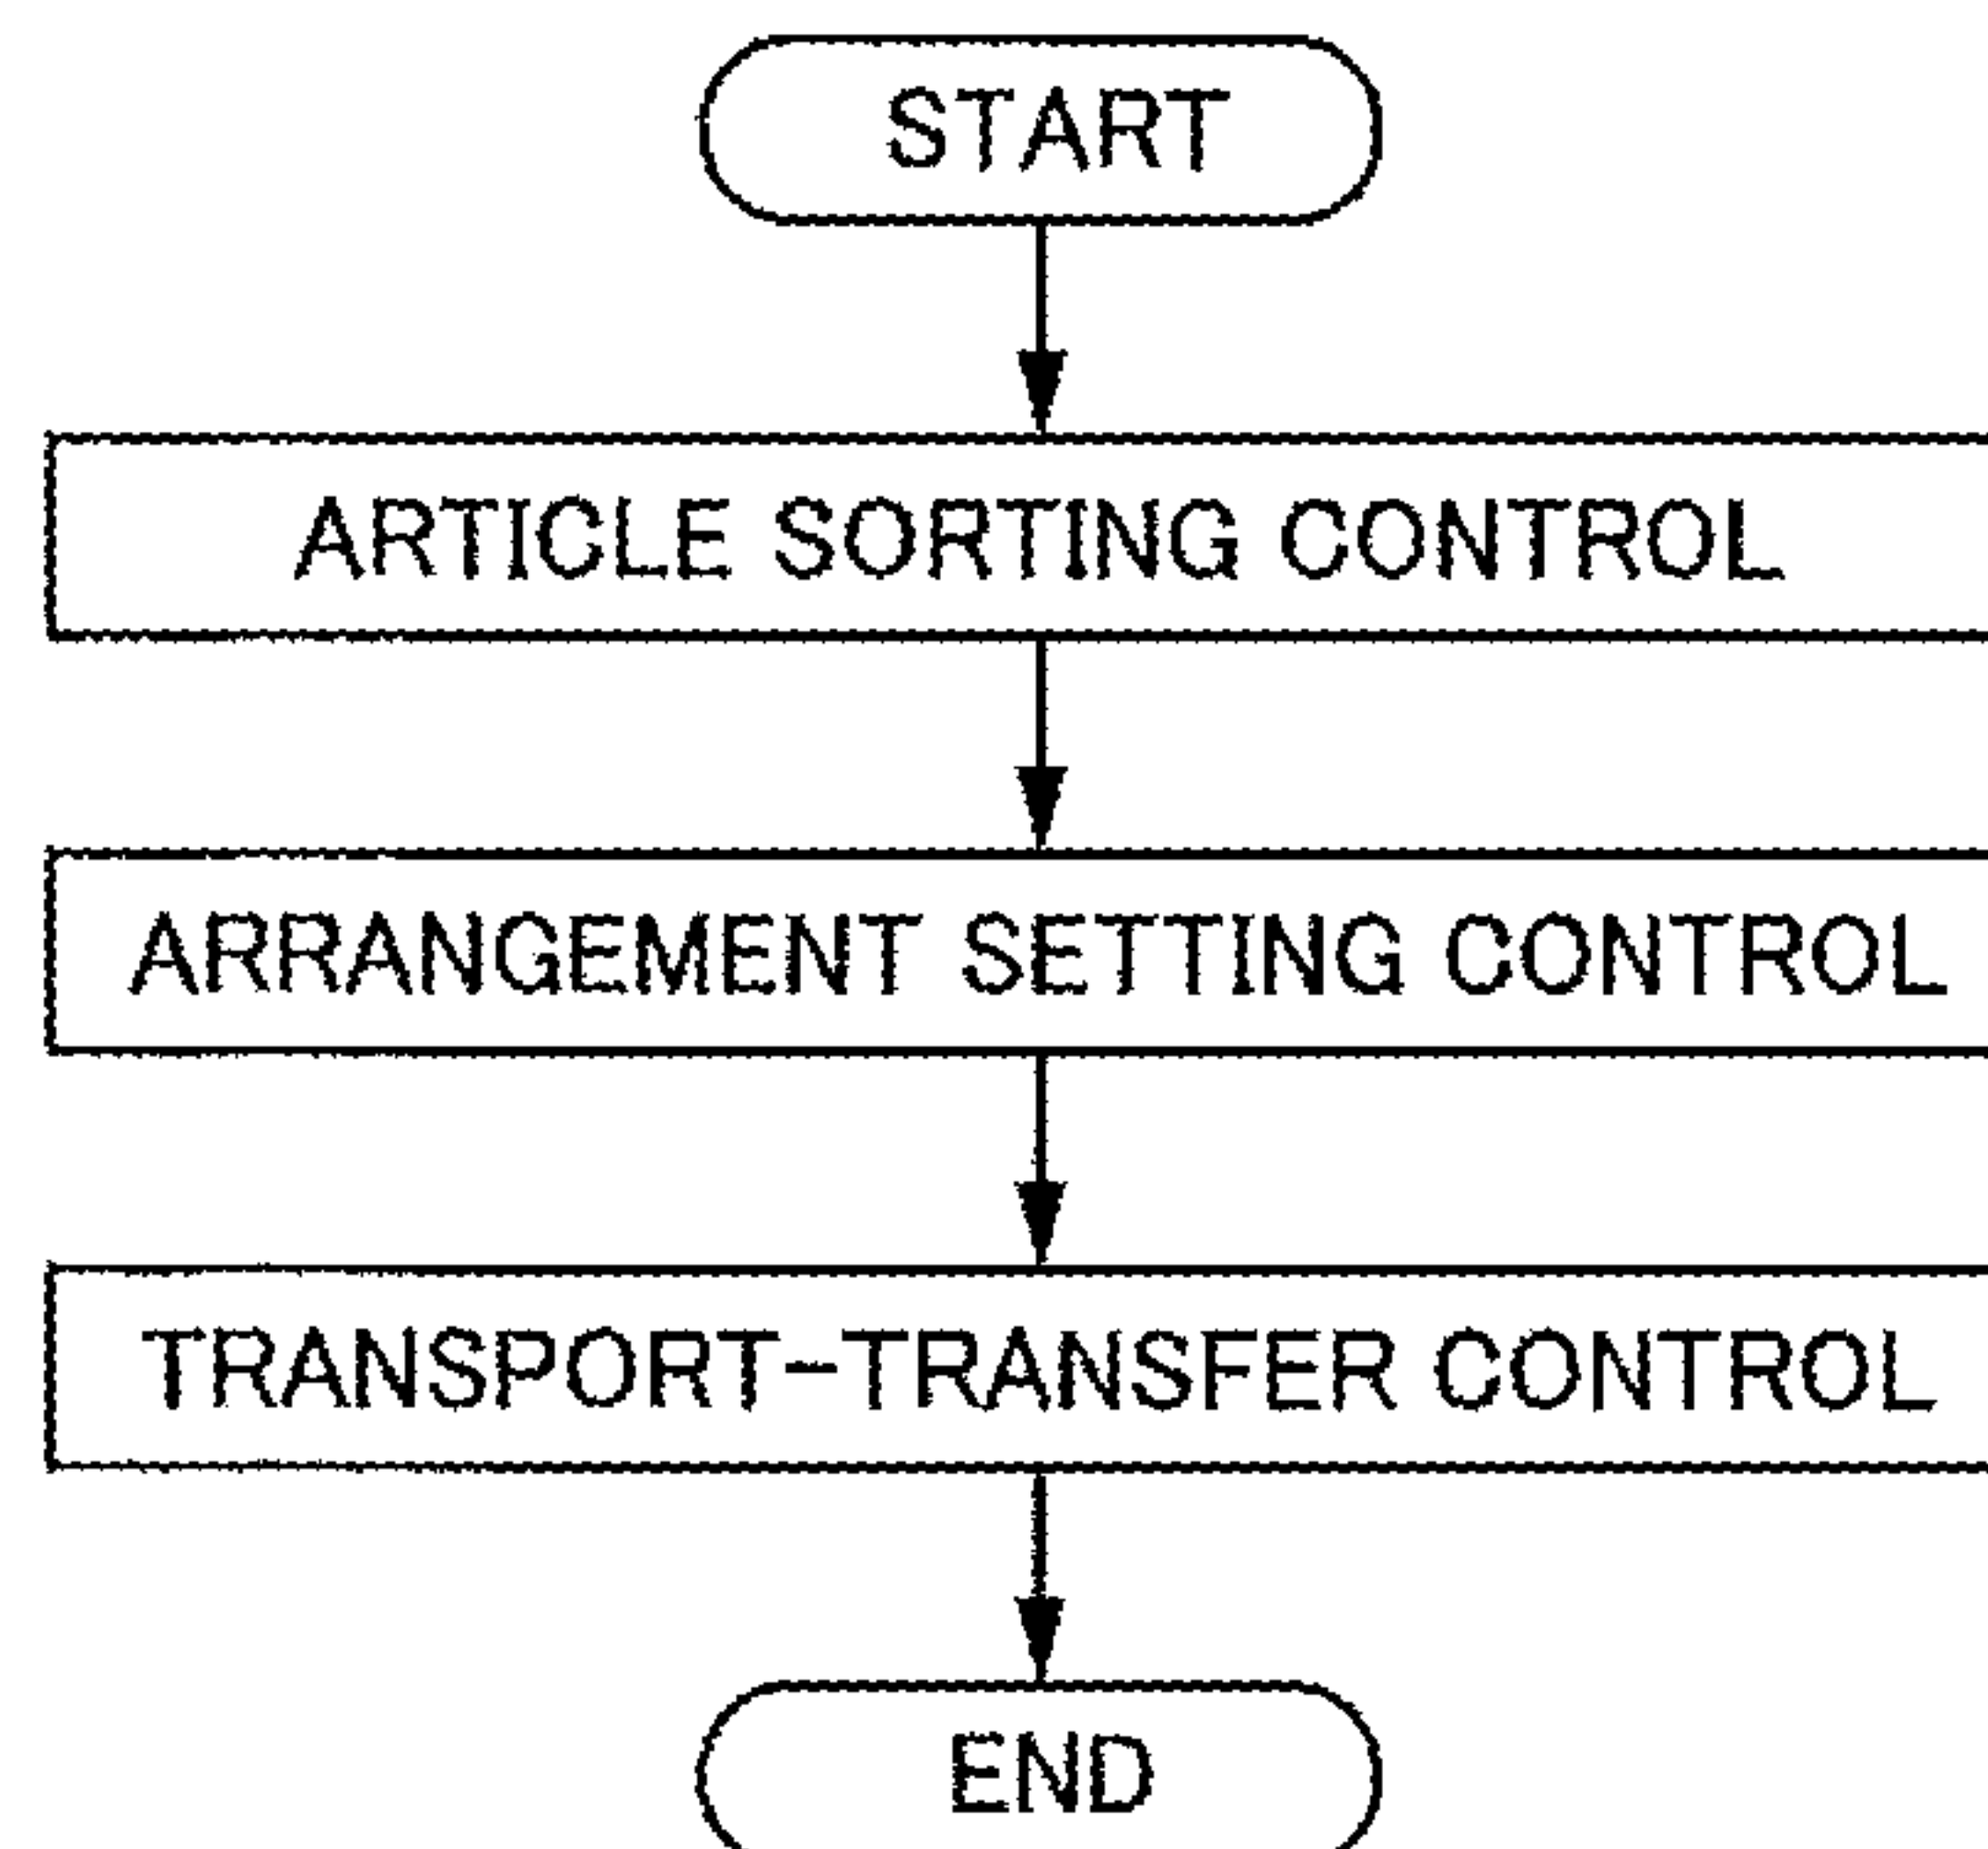 START
ARTICLE SORTING CONTROL
ARRANGEMENT SETTING CONTROL
TRANSPORT-TRANSFER CONTROL
END